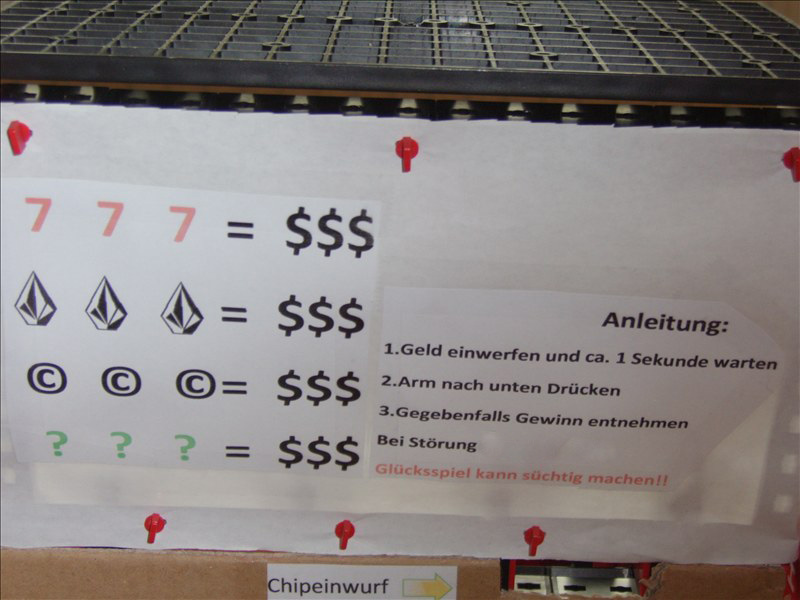 7 7 7 = $$$
= $$$
© © © = $$$
? ? ? = $$$
Anleitung:
1.Geld einwerfen und ca. 1 Sekunde warten
2.Arm nach unten Drücken
3.Gegebenfalls Gewinn entnehmen
Bei Störung
Glücksspiel kann süchtig machen!!
Chipeinwurf